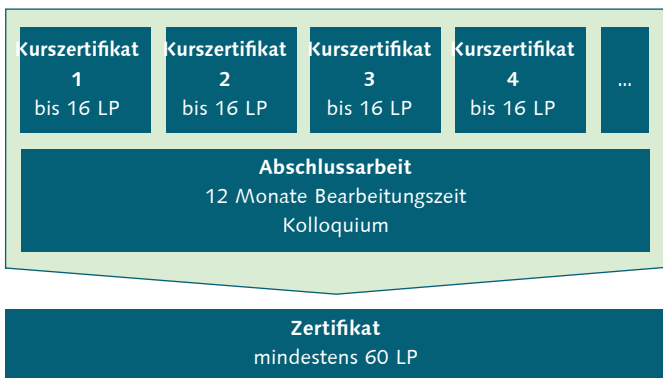 Kurszertifikat
1
bis 16 LP
Kurszertifikat
2
bis 16 LP
Kurszertifikat
3
bis 16 LP
Kurszertifikat
4
bis 16 LP
...
Abschlussarbeit
12 Monate Bearbeitungszeit
Kolloquium
Zertifikat
mindestens 60 LP